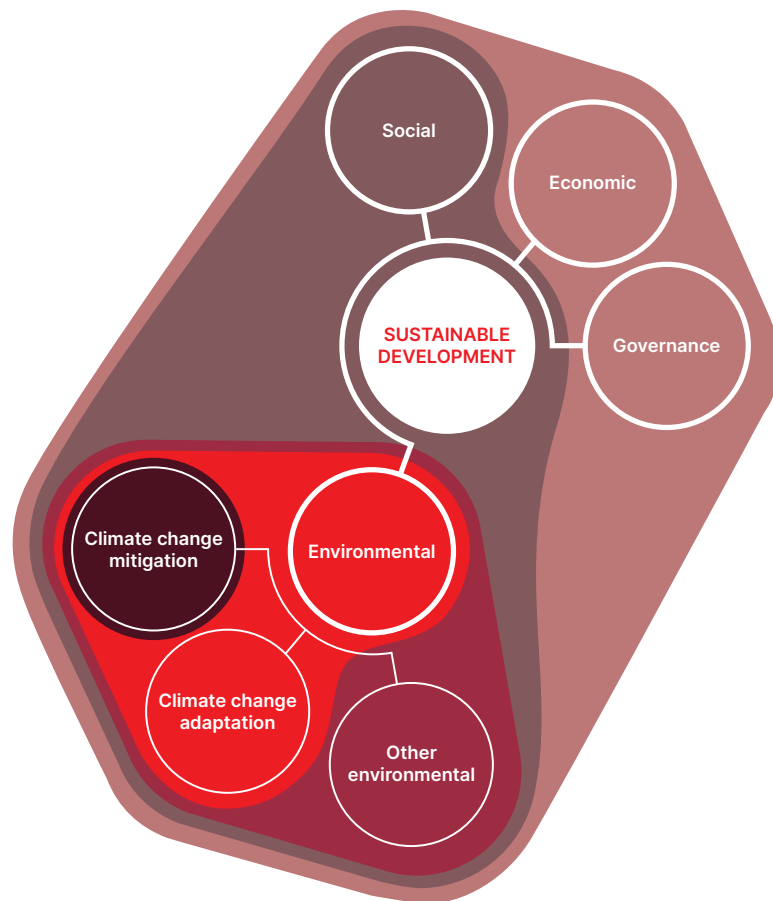 Social
Economic
SUSTAINABLE
DEVELOPMENT
Governance
Climate change
mitigation
Environmental
Climate change
adaptation
Other
environmental